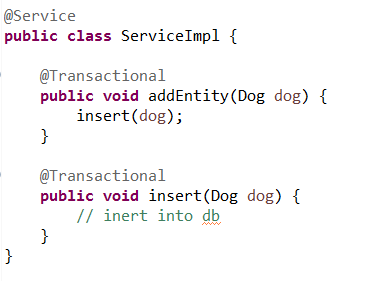 @Service
public class ServiceImpl {
@Transactional
public void addEntity(Dog dog) {
insert(dog);
}
@Transactional
public void insert(Dog dog) {
// inert into db
}
}